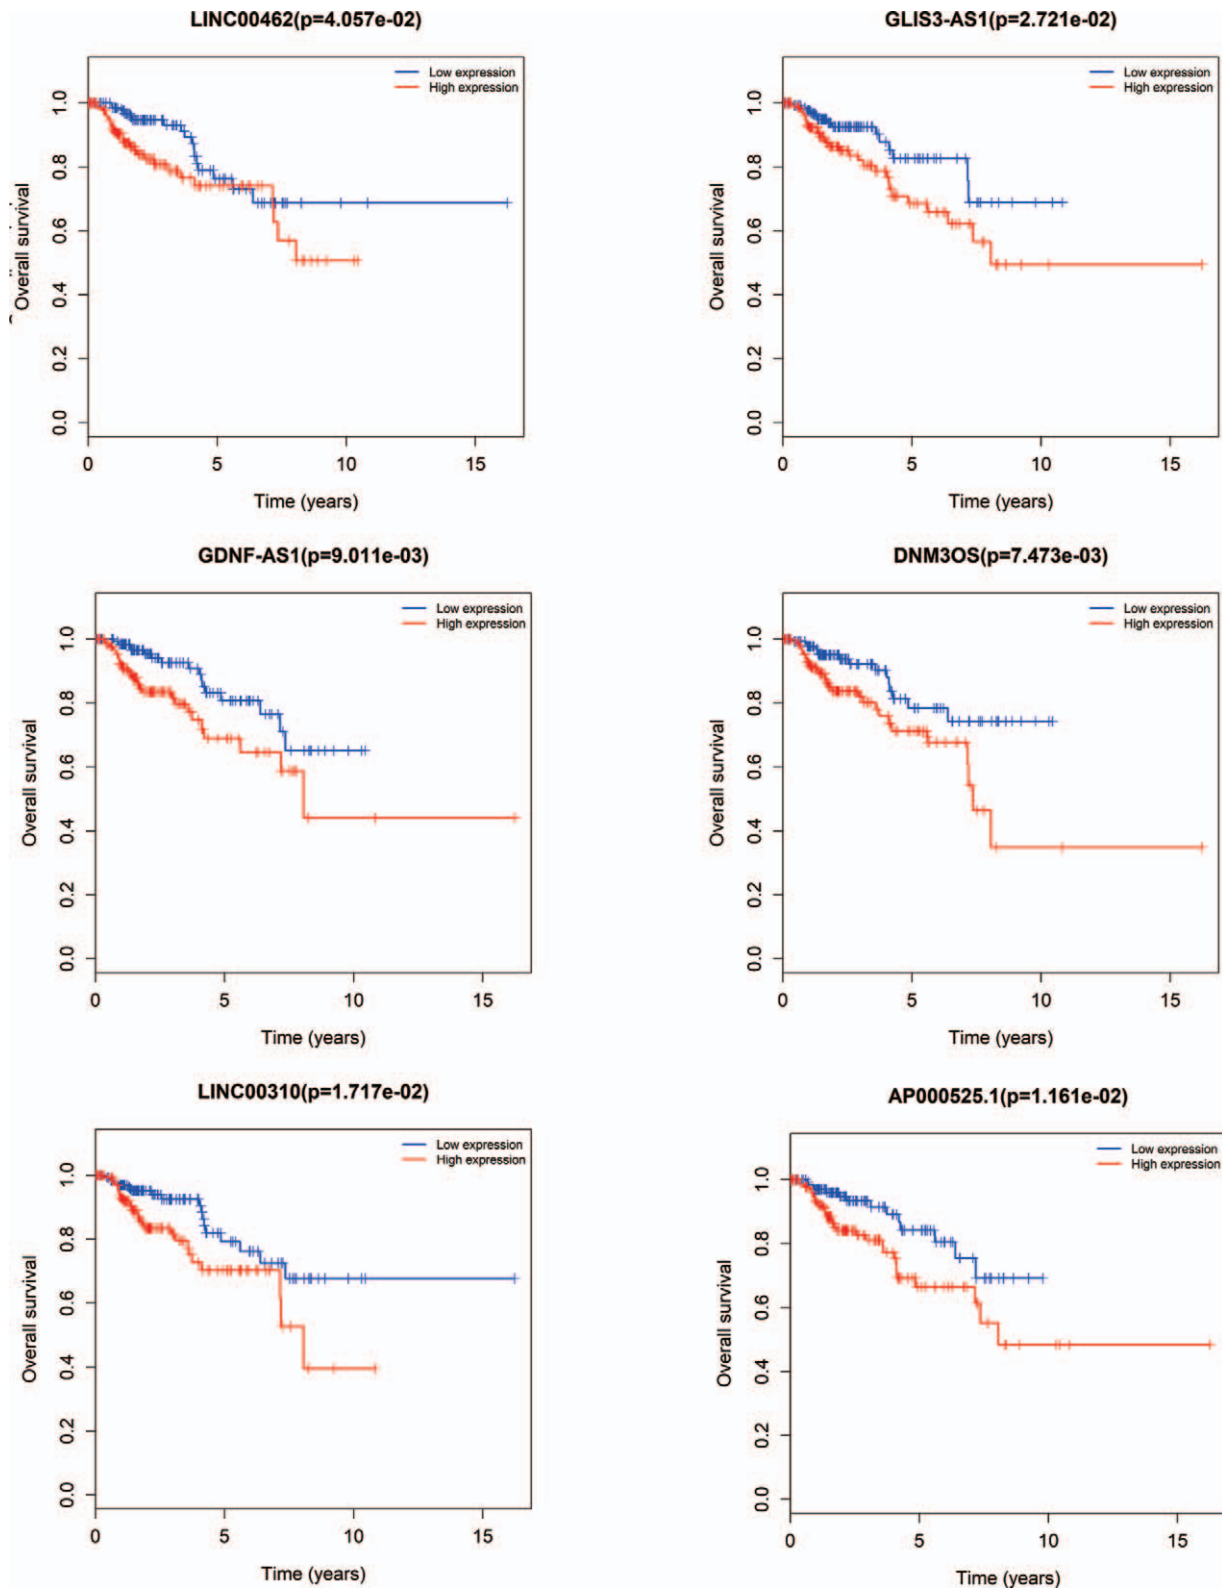 LINC00462(p=4.057e-02)
Low expression
High expression
1.0
0.8
0.6
0.4
0.2
0.0
Overall survival
0 5 10 15
Time (years)
GLIS3-AS1(p=2.721e-02)
Low expression
High expression
1.0
0.8
0.6
0.4
0.2
0.0
Overall survival
0 5 10 15
Time (years)
GDNF-AS1(p=9.011e-03)
Low expression
High expression
1.0
0.8
0.6
0.4
0.2
0.0
Overall survival
0 5 10 15
Time (years)
DNM3OS(p=7.473e-03)
Low expression
High expression
1.0
0.8
0.6
0.4
0.2
0.0
Overall survival
0 5 10 15
Time (years)
LINC00310(p=1.717e-02)
Low expression
High expression
1.0
0.8
0.6
0.4
0.2
0.0
Overall survival
0 5 10 15
Time (years)
AP000525.1(p=1.161e-02)
Low expression
High expression
1.0
0.8
0.6
0.4
0.2
0.0
Overall survival
0 5 10 15
Time (years)